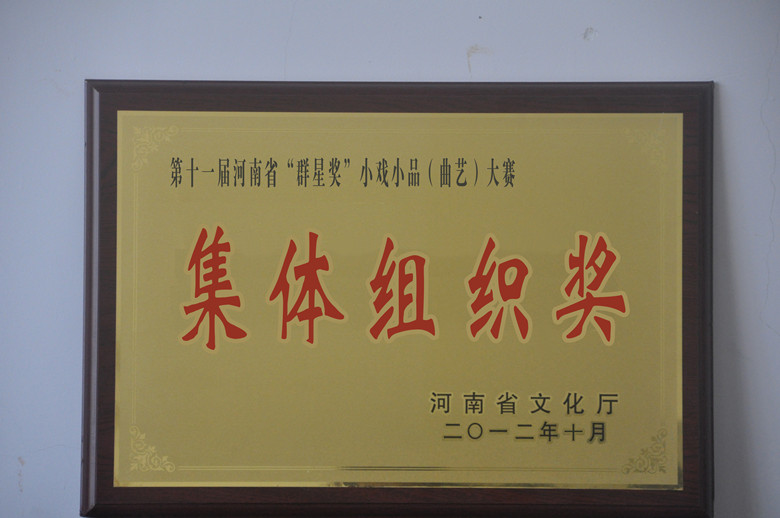 第十一届河南省“群星奖”小戏小品（曲艺）大赛
集体组织奖
河南省文化厅
二〇一二年十月